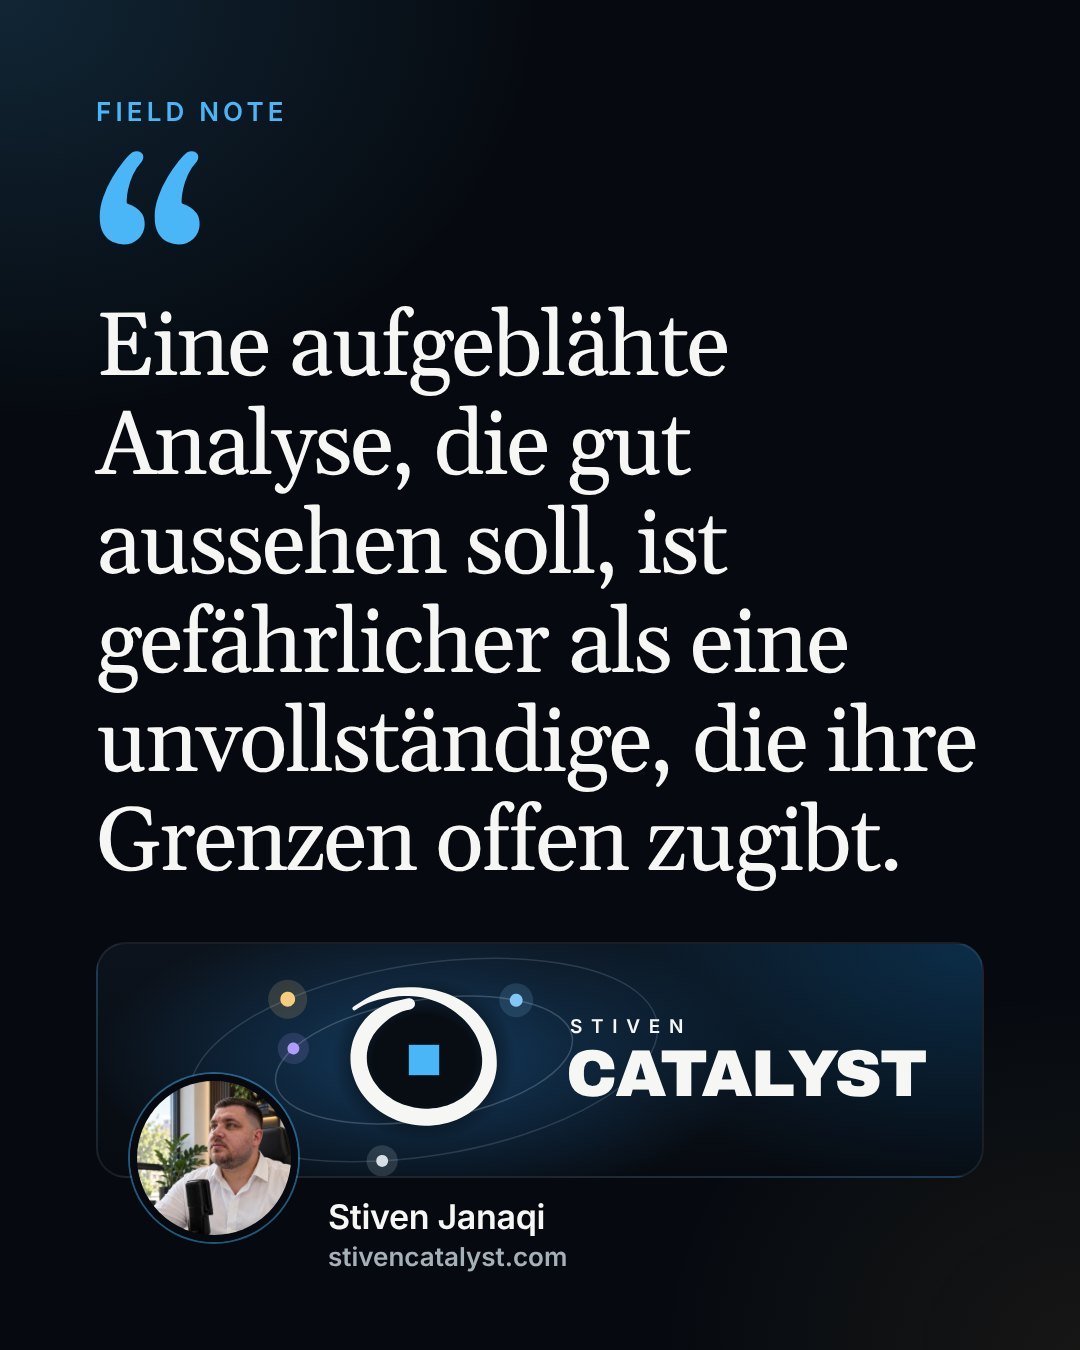 FIELD NOTE
“
Eine aufgeblähte
Analyse, die gut
aussehen soll, ist
gefährlicher als eine
unvollständige, die ihre
Grenzen offen zugibt.
STIVEN
CATALYST
Stiven Janaqi
stivencatalyst.com